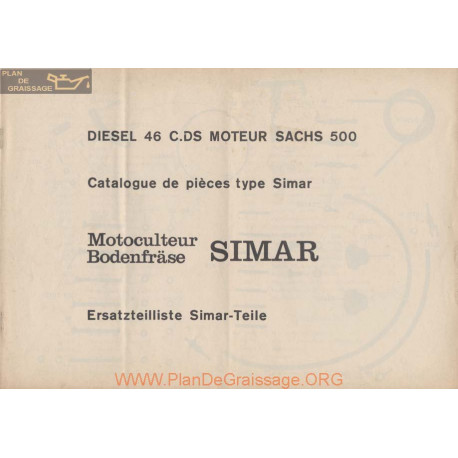 PLAN
DE
GRAISSAGE
DIESEL 46 C.DS MOTEUR SACHS 500
Catalogue de pièces type Simar
Motoculteur
Bodenfräse
SIMAR
Ersatzteilliste Simar-Teile
www.PlanDeGraissage.ORG